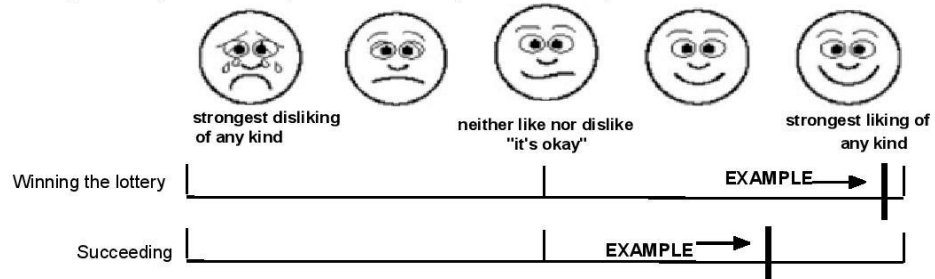 strongest disliking
of any kind
neither like nor dislike
"it's okay"
strongest liking of
any kind
Winning the lottery
EXAMPLE
Succeeding
EXAMPLE